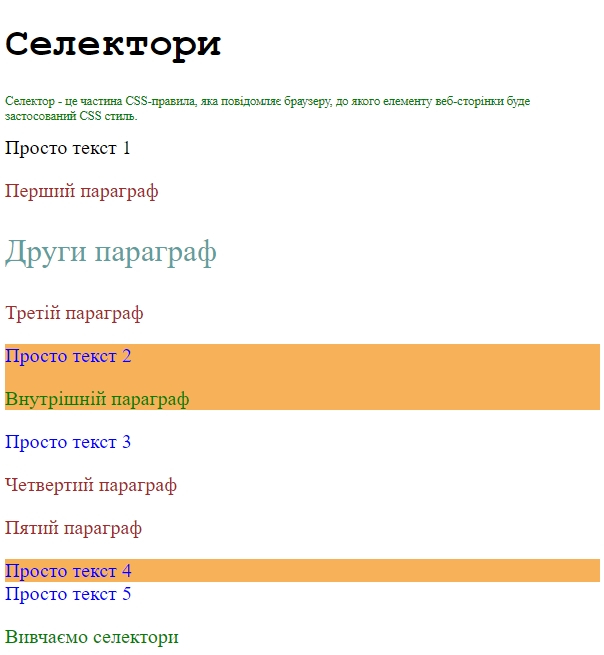 Селектори
Селектор - це частина CSS-правила, яка повідомляє браузеру, до якого елементу веб-сторінки буде
застосований CSS стиль.
Просто текст 1
Перший параграф
Други параграф
Третій параграф
Просто текст 2
Внутрішній параграф
Просто текст 3
Четвертий параграф
Пятий параграф
Просто текст 4
Просто текст 5
Вивчаємо селектори